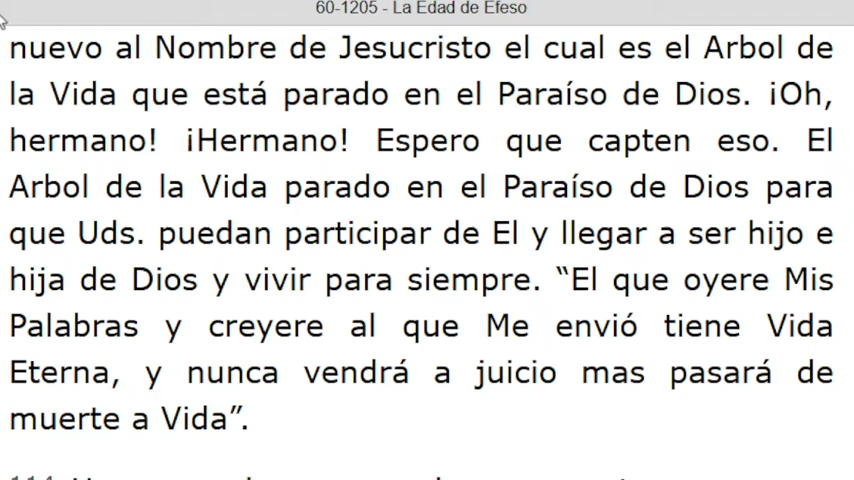 60-1205 - La Edad de Efeso
nuevo al Nombre de Jesucristo el cual es el Arbol de
la Vida que está parado en el Paraíso de Dios. ¡Oh,
hermano! ¡Hermano! Espero que capten eso. El
Arbol de la Vida parado en el Paraíso de Dios para
que Uds. puedan participar de El y llegar a ser hijo e
hija de Dios y vivir para siempre. “El que oyere Mis
Palabras y creyere al que Me envió tiene Vida
Eterna, y nunca vendrá a juicio mas pasará de
muerte a Vida”.